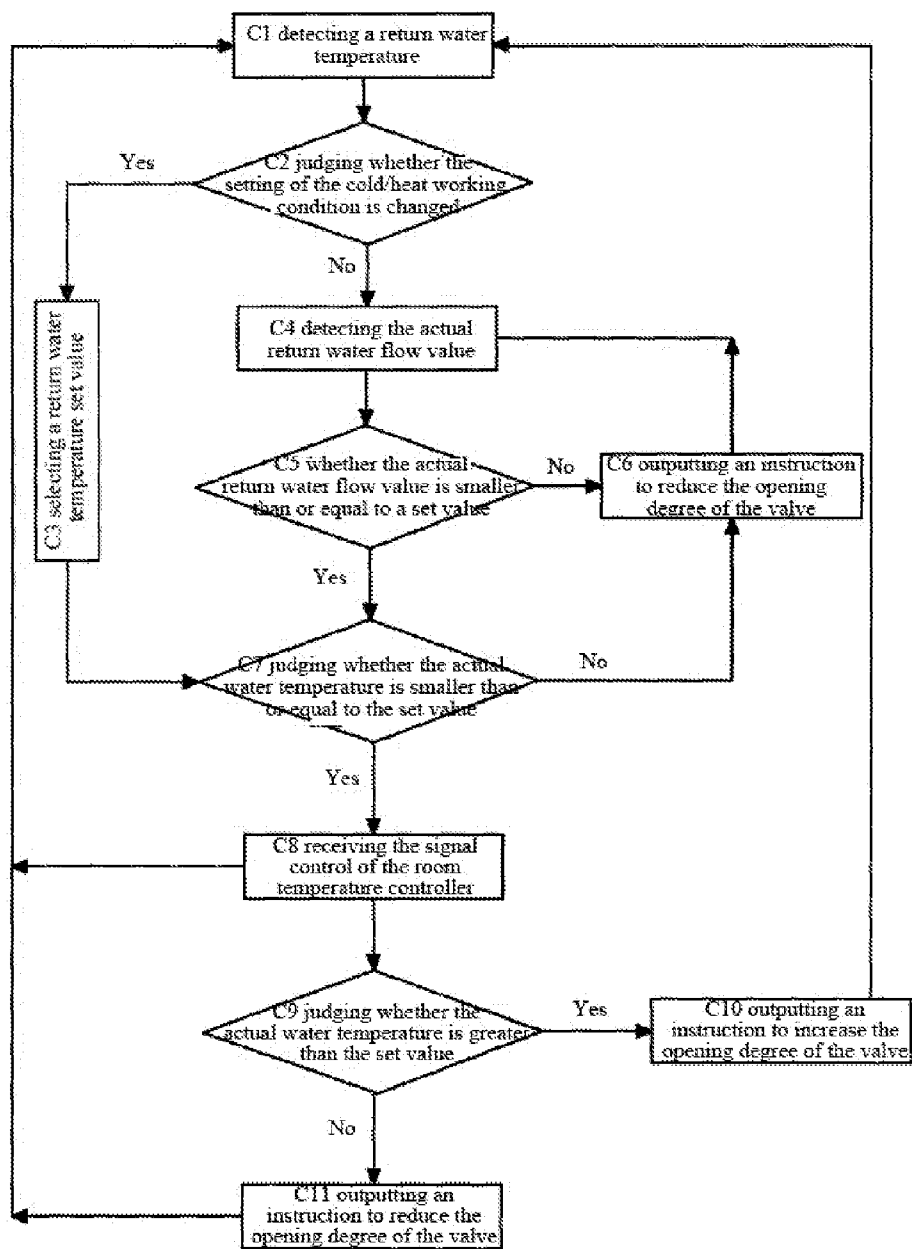 C1 detecting a return water
temperature
Yes
C2 judging whether the
setting of the cold/heat working
condition is changed
No
C3 selecting a return water
temperature set value
C4 detecting the actual
return water flow value
C5 whether the actual
return water flow value is smaller
than or equal to a set value
No
C6 outputting an instruction
to reduce the opening
degree of the valve
Yes
C7 judging whether the actual
water temperature is smaller than
or equal to the set value
No
Yes
C8 receiving the signal
control of the room
temperature controller
C9 judging whether the
actual water temperature is greater
than the set value
Yes
C10 outputting an
instruction to increase the
opening degree of the valve
No
C11 outputting an
instruction to reduce the
opening degree of the valve